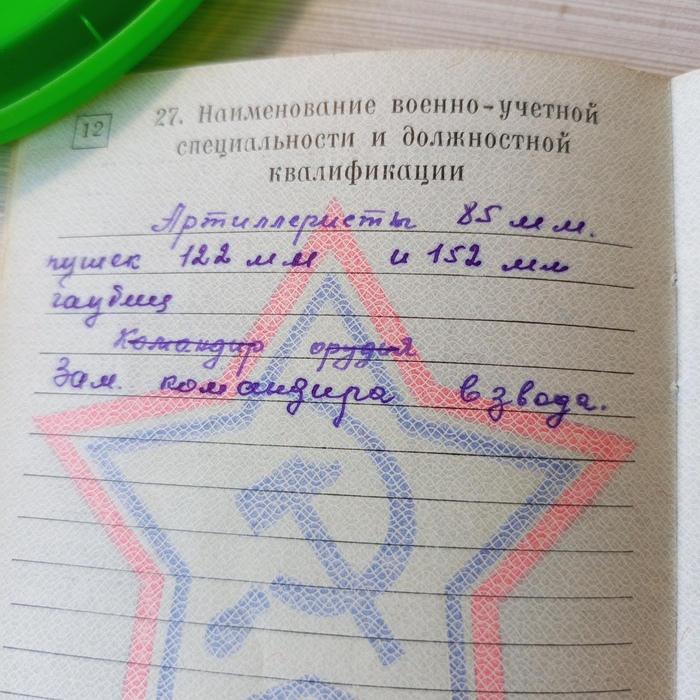 12
27. Наименование военно-учетной
специальности и должностной
квалификации
Артиллеристы 85 мм.
пушек 122 мм и 152 мм
гаубиц
Командир орудия
Зам. командира взвода.